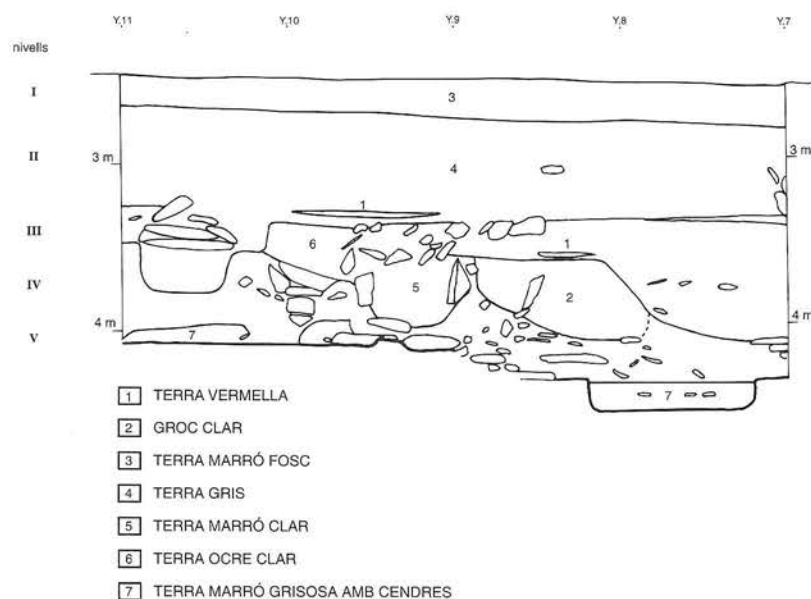 Y.11 Y.10 Y.9 Y.8 Y.7
nivells
I
3
II
3 m
4
3 m
1
III
6
1
IV
5
2
4 m
4 m
V
7
7
1 TERRA VERMELLA
2 GROC CLAR
3 TERRA MARRÓ FOSC
4 TERRA GRIS
5 TERRA MARRÓ CLAR
6 TERRA OCRE CLAR
7 TERRA MARRÓ GRISOSA AMB CENDRES